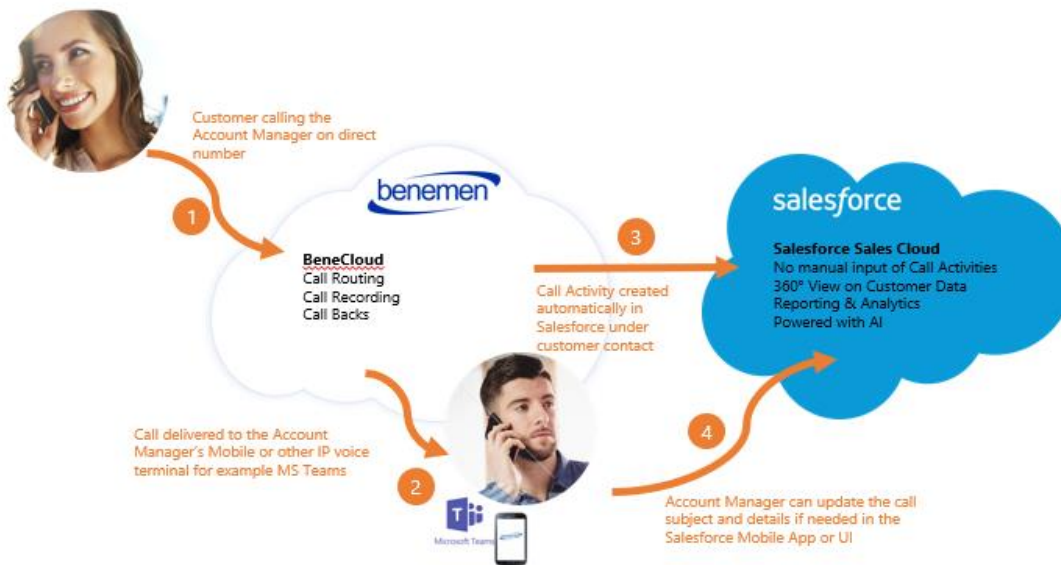 Customer calling the
Account Manager on direct
number
1
benemen
BeneCloud
Call Routing
Call Recording
Call Backs
3
Call Activity created
automatically in
Salesforce under
customer contact
salesforce
Salesforce Sales Cloud
No manual input of Call Activities
360° View on Customer Data
Reporting & Analytics
Powered with AI
Call delivered to the Account
Manager's Mobile or other IP voice
terminal for example MS Teams
2
T
Microsoft Teams
benemen
4
Account Manager can update the call
subject and details if needed in the
Salesforce Mobile App or UI